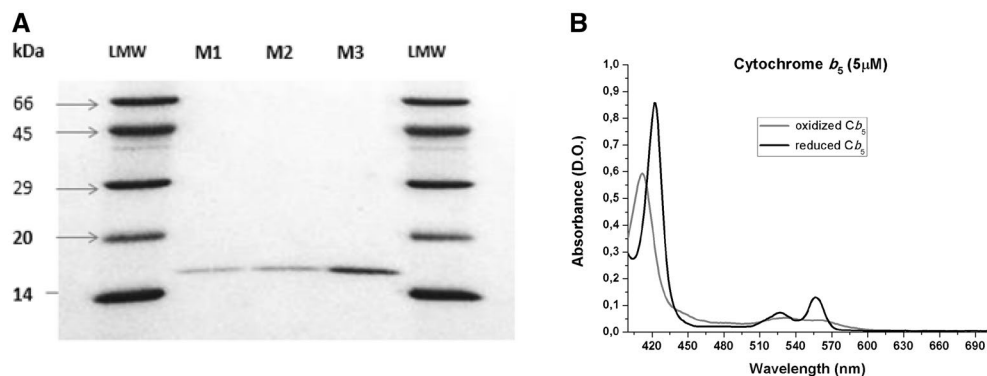 A
kDa LMW M1 M2 M3 LMW
66
45
29
20
14
B
Cytochrome b₅ (5µM)
oxidized Cb₅
reduced Cb₅
Absorbance (D.O.)
1,0
0,9
0,8
0,7
0,6
0,5
0,4
0,3
0,2
0,1
0,0
420 450 480 510 540 570 600 630 660 690
Wavelength (nm)